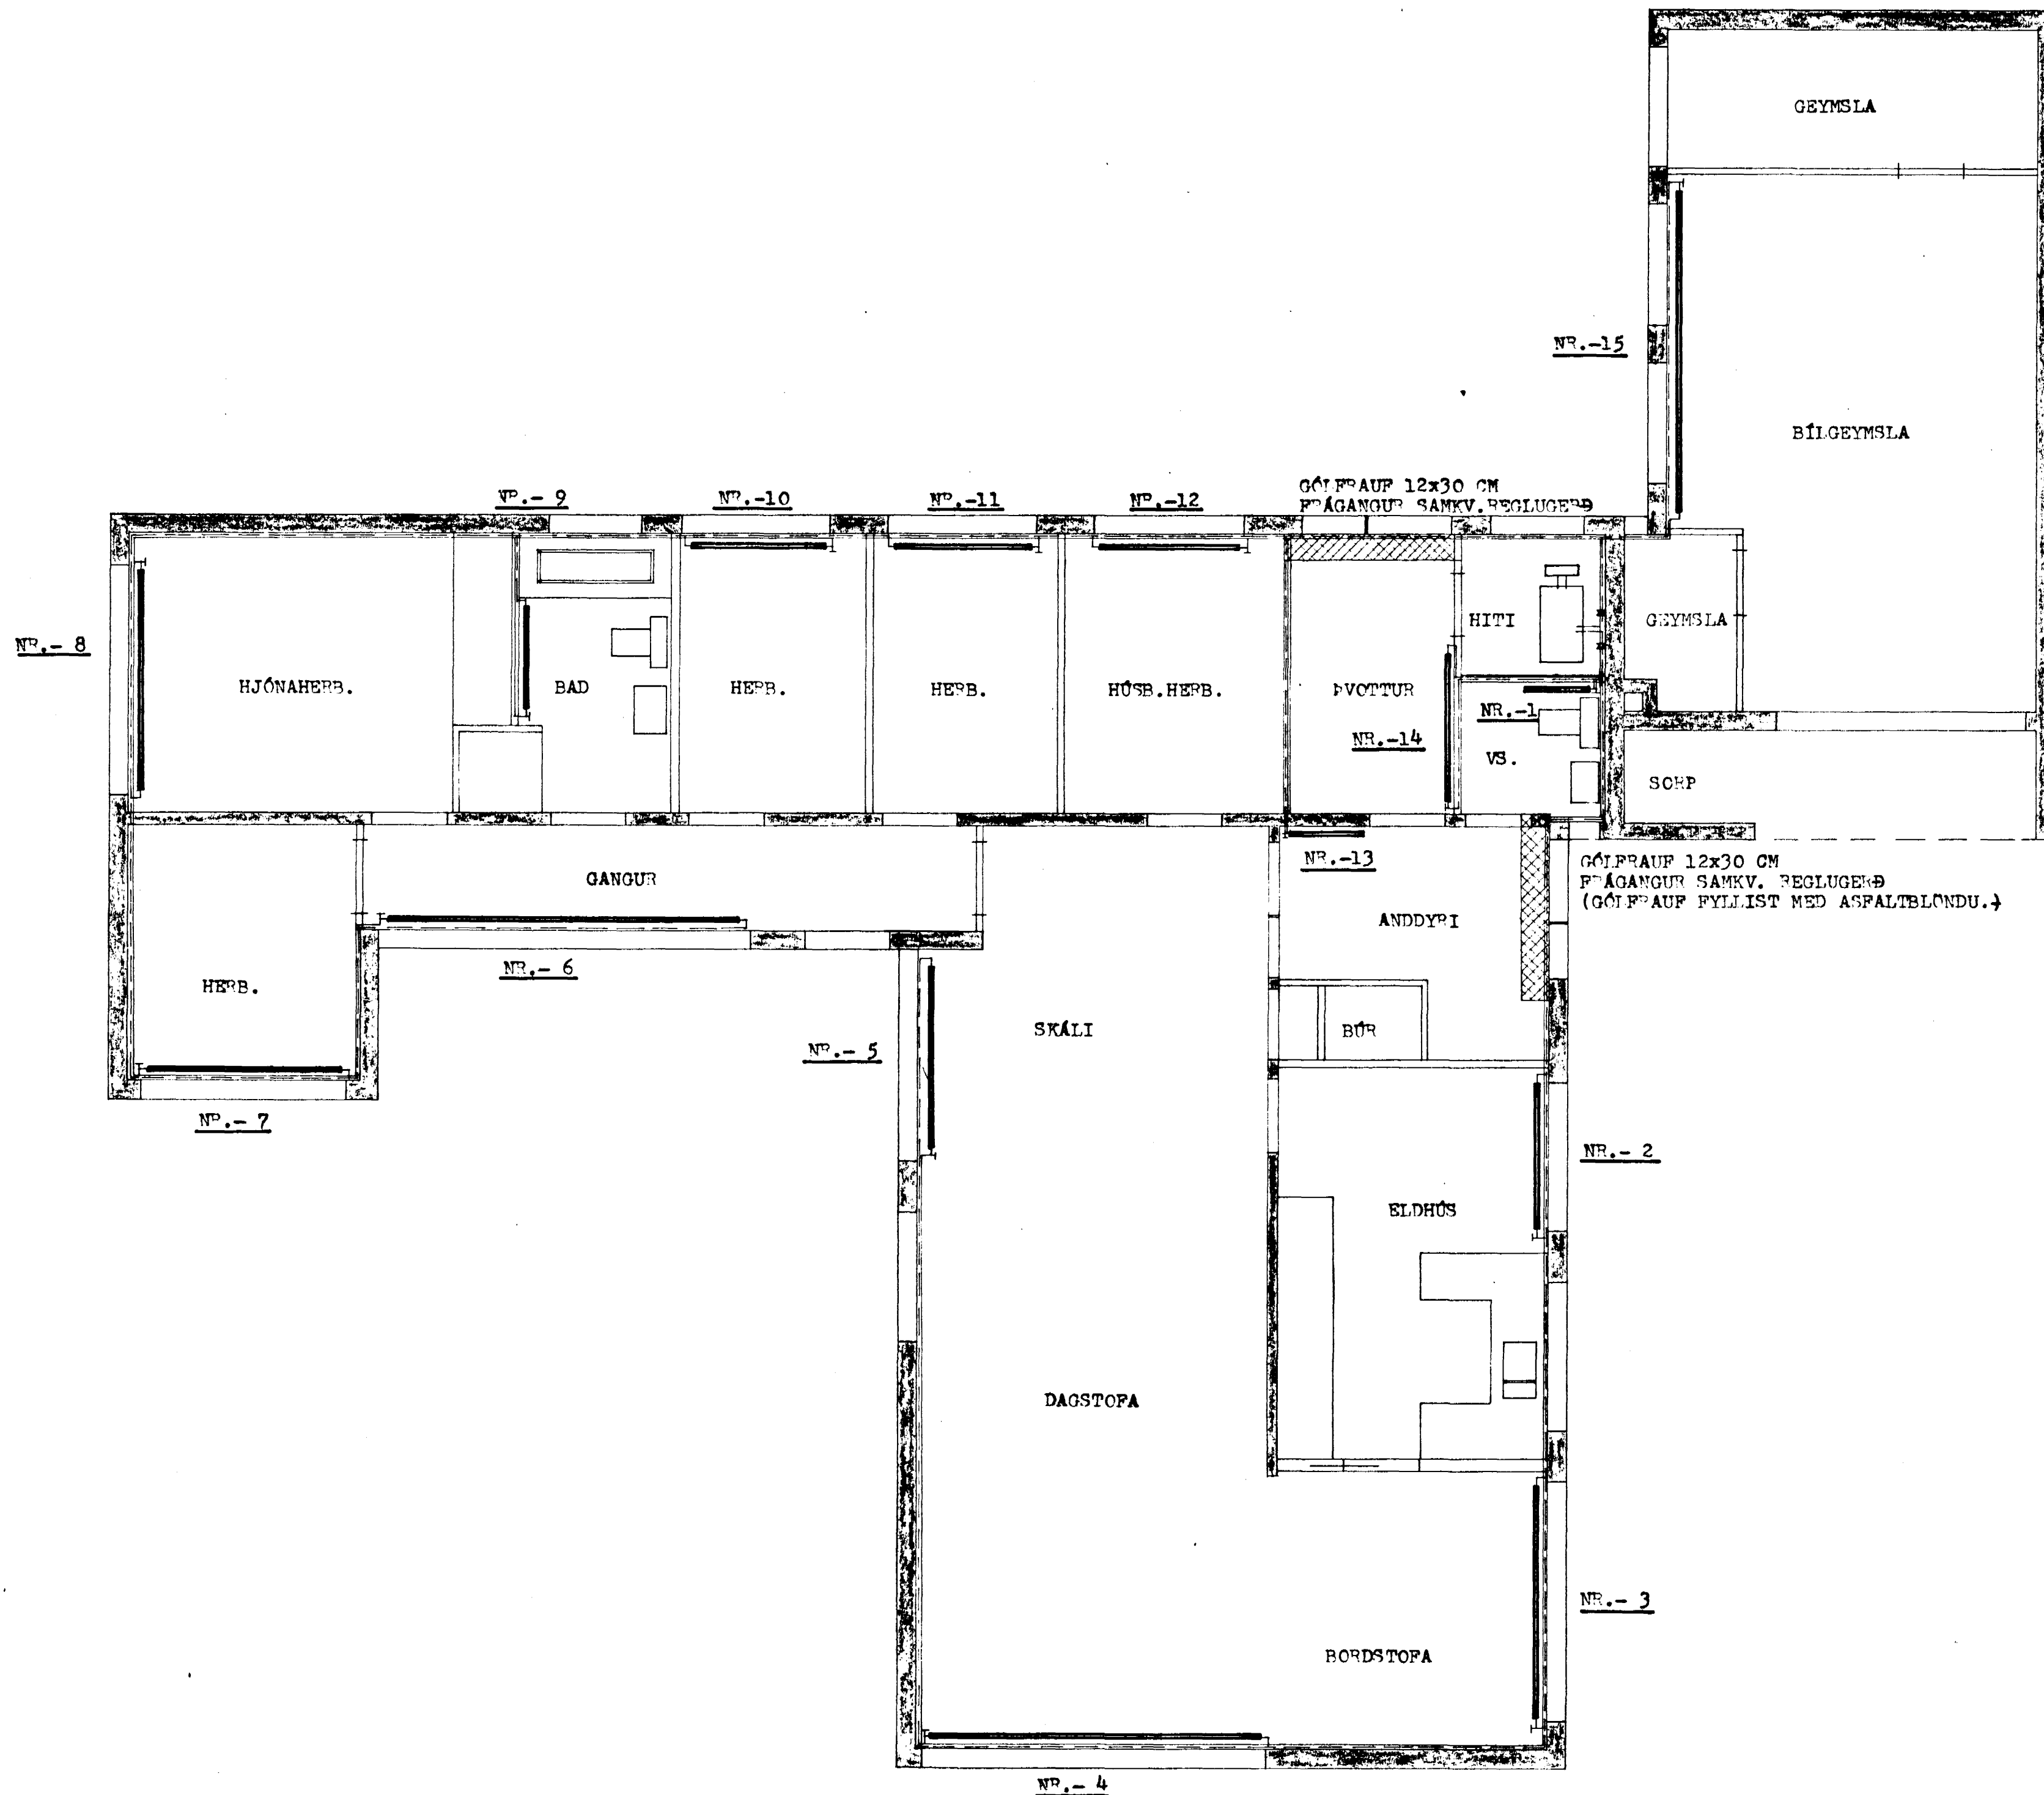 GEYMSLA
NR.-15
BÍLGEYMSLA
NR.- 9
NR.-10
NR.-11
NR.-12
GÓLFRAUF 12x30 CM
FRÁGANGUR SAMKV.REGLUGERÐ
NR.- 8
HJÓNAHERB.
BAD
HERB.
HERB.
HÚSB.HERB.
ÞVOTTUR
HITI
GEYMSLA
NR.-1
NR.-14
VS.
SORP
NR.-13
GÓLFRAUF 12x30 CM
FRÁGANGUR SAMKV. REGLUGERÐ
(GÓLFRAUF FYLLIST MED ASFALTBLÖNDU.)
GANGUR
ANDDYRI
NR.- 6
HERB.
SKÁLI
BÚR
NR.- 5
NR.- 7
NR.- 2
ELDHÚS
DAGSTOFA
NR.- 3
BORDSTOFA
NR.- 4